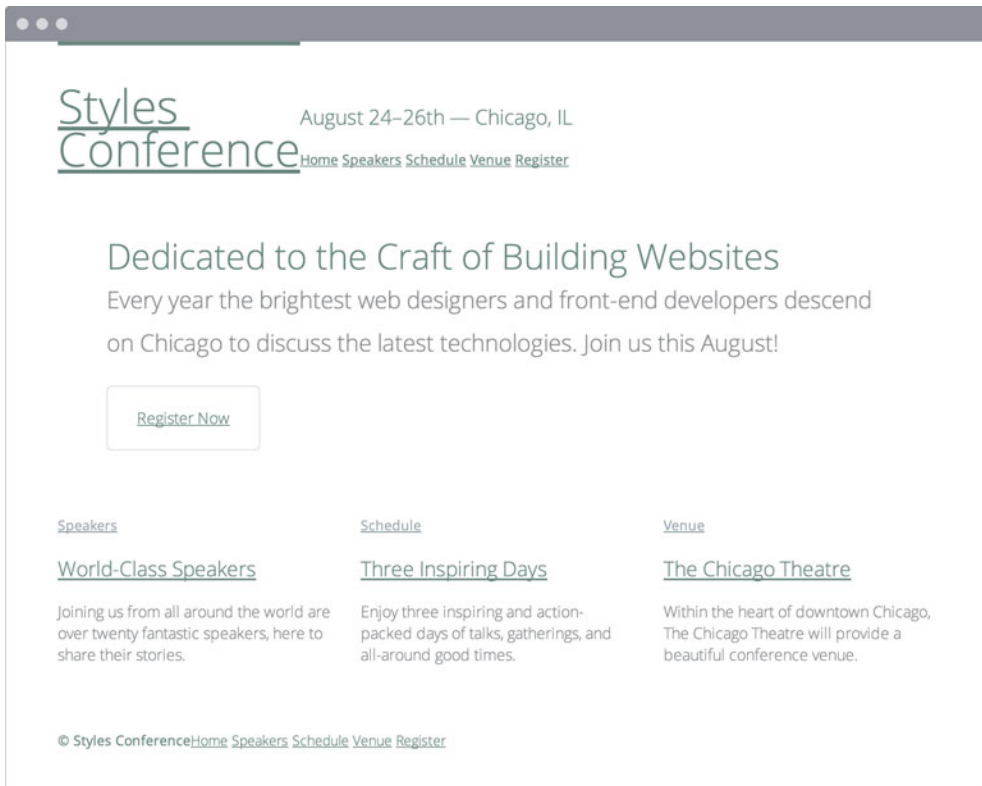 Styles
Conference
August 24–26th — Chicago, IL
Home Speakers Schedule Venue Register
Dedicated to the Craft of Building Websites
Every year the brightest web designers and front-end developers descend
on Chicago to discuss the latest technologies. Join us this August!
Register Now
Speakers
World-Class Speakers
Joining us from all around the world are
over twenty fantastic speakers, here to
share their stories.
Schedule
Three Inspiring Days
Enjoy three inspiring and action-
packed days of talks, gatherings, and
all-around good times.
Venue
The Chicago Theatre
Within the heart of downtown Chicago,
The Chicago Theatre will provide a
beautiful conference venue.
© Styles ConferenceHome Speakers Schedule Venue Register